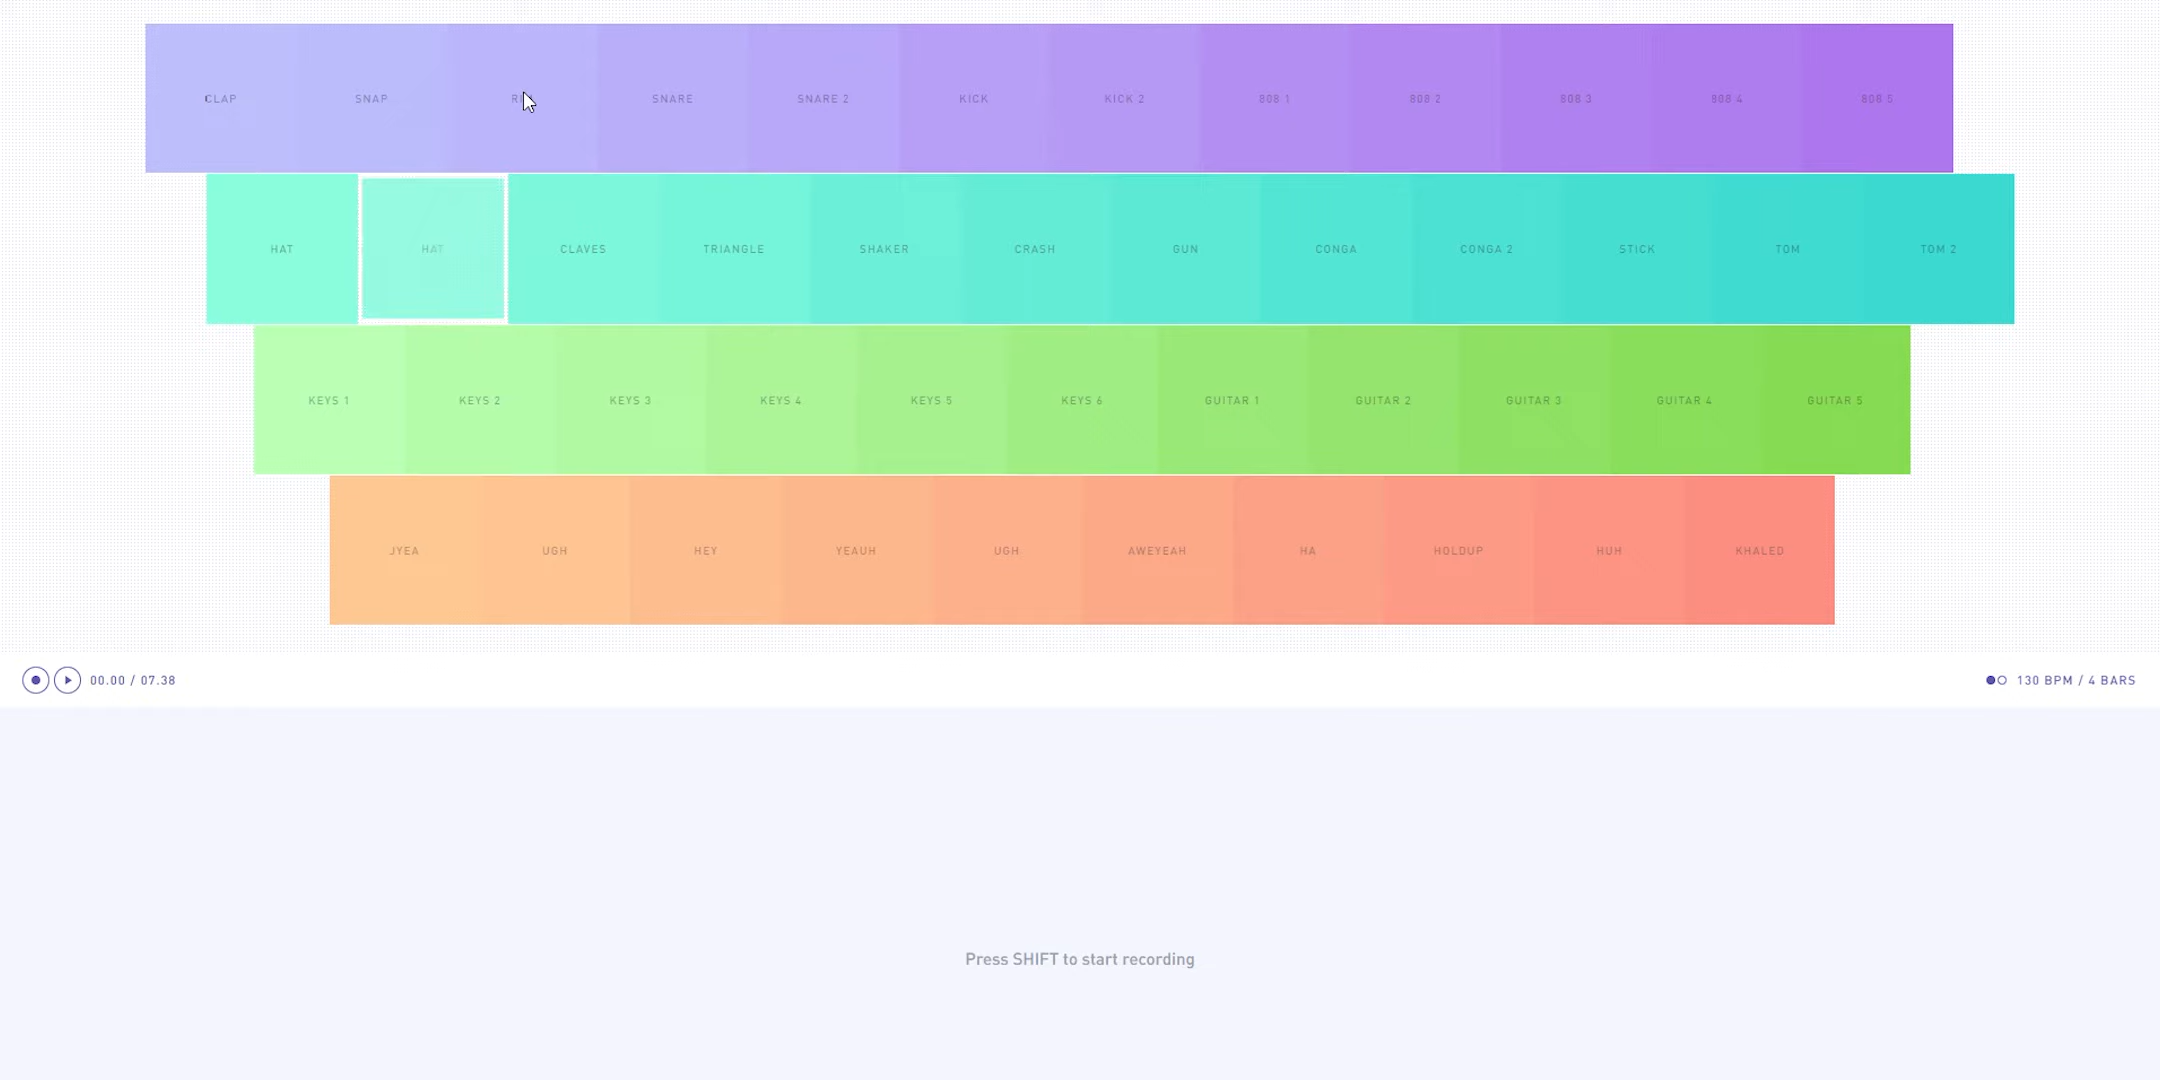 CLAP SNAP SNARE SNARE 2 KICK KICK 2 808 1 808 2 808 3 808 4 808 5
HAT HAT CLAVES TRIANGLE SHAKER CRASH GUN CONGA CONGA 2 STICK TOM TOM 2
KEYS 1 KEYS 2 KEYS 3 KEYS 4 KEYS 5 KEYS 6 GUITAR 1 GUITAR 2 GUITAR 3 GUITAR 4 GUITAR 5
JYEA UGH HEY YEAUH UGH AWEYEAH HA HOLDUP HUH KHALED
00.00 / 07.38 130 BPM / 4 BARS
Press SHIFT to start recording